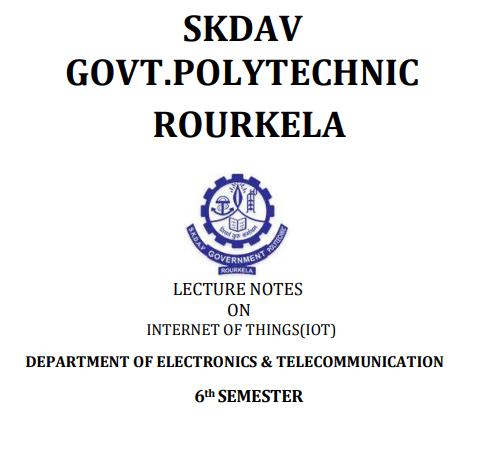 SKDAV
GOVT.POLYTECHNIC
ROURKELA
SKDAV GOVERNMENT POLYTECHNIC
ROURKELA
LECTURE NOTES
ON
INTERNET OF THINGS(IOT)
DEPARTMENT OF ELECTRONICS & TELECOMMUNICATION
6th SEMESTER